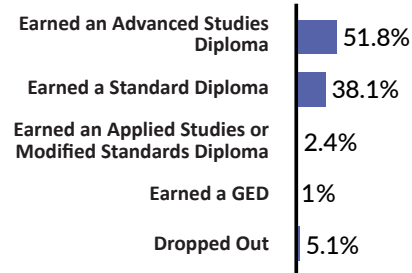 Earned an Advanced Studies
Diploma
51.8%
Earned a Standard Diploma
38.1%
Earned an Applied Studies or
Modified Standards Diploma
2.4%
Earned a GED
1%
Dropped Out
5.1%